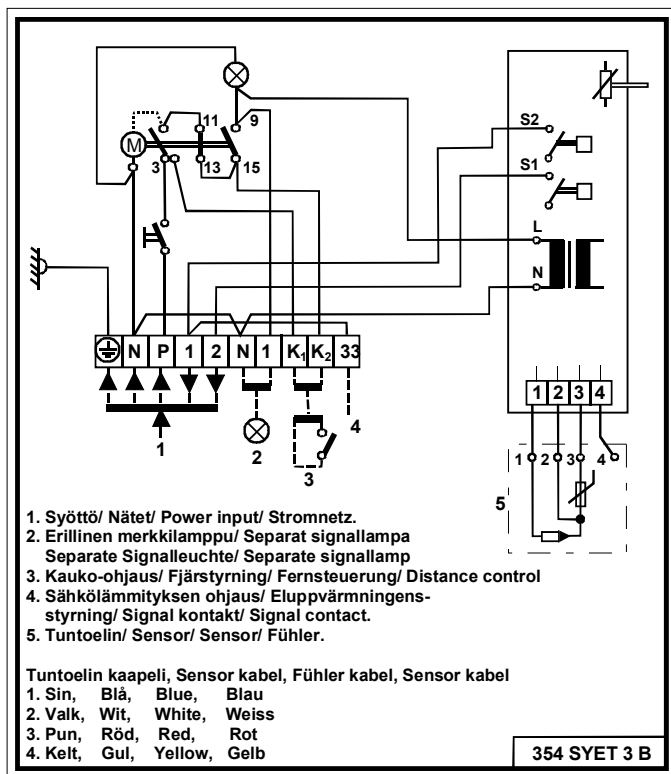 11
9
S2
M
3
13
15
S1
L
N
N P 1 2 N 1 K1 K2 33
1 2 3 4
1
2
3
4
1 2 3 4
5
1. Syöttö/ Nätet/ Power input/ Stromnetz.
2. Erillinen merkkilamppu/ Separat signallampa
Separate Signalleuchte/ Separate signallamp
3. Kauko-ohjaus/ Fjärstyrning/ Fernsteuerung/ Distance control
4. Sähkölämmityksen ohjaus/ Eluppvärmningens-
styrning/ Signal kontakt/ Signal contact.
5. Tuntoelin/ Sensor/ Sensor/ Fühler.
Tuntoelin kaapeli, Sensor kabel, Fühler kabel, Sensor kabel
1. Sin, Blå, Blue, Blau
2. Valk, Wit, White, Weiss
3. Pun, Röd, Red, Rot
4. Kelt, Gul, Yellow, Gelb
354 SYET 3 B